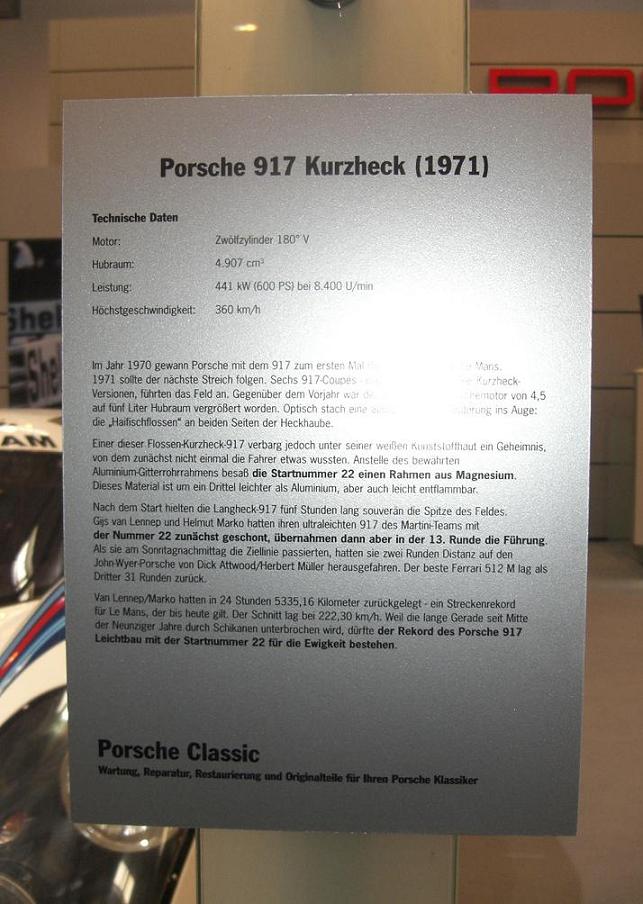 Porsche 917 Kurzheck (1971)
Technische Daten
Motor: Zwölfzylinder 180° V
Hubraum: 4.907 cm³
Leistung: 441 kW (600 PS) bei 8.400 U/min
Höchstgeschwindigkeit: 360 km/h
Im Jahr 1970 gewann Porsche mit dem 917 zum ersten Mal Mans.
1971 sollte der nächste Streich folgen. Sechs 917-Coupes - Kurzheck-
Versionen, führten das Feld an. Gegenüber dem Vorjahr war von 4,5
auf fünf Liter Hubraum vergrößert worden. Optisch stach eine ins Auge:
die „Haifischflossen" an beiden Seiten der Heckhaube.
Einer dieser Flossen-Kurzheck-917 verbarg jedoch unter seiner weißen Kunststoffhaut ein Geheimnis,
von dem zunächst nicht einmal die Fahrer etwas wussten. Anstelle des bewährten
Aluminium-Gitterrohrrahmens besaß die Startnummer 22 einen Rahmen aus Magnesium.
Dieses Material ist um ein Drittel leichter als Aluminium, aber auch leicht entflammbar.
Nach dem Start hielten die Langheck-917 fünf Stunden lang souverän die Spitze des Feldes.
Gijs van Lennep und Helmut Marko hatten ihren ultraleichten 917 des Martini-Teams mit
der Nummer 22 zunächst geschont, übernahmen dann aber in der 13. Runde die Führung.
Als sie am Sonntagnachmittag die Ziellinie passierten, hatten sie zwei Runden Distanz auf den
John-Wyer-Porsche von Dick Attwood/Herbert Müller herausgefahren. Der beste Ferrari 512 M lag als
Dritter 31 Runden zurück.
Van Lennep/Marko hatten in 24 Stunden 5335,16 Kilometer zurückgelegt - ein Streckenrekord
für Le Mans, der bis heute gilt. Der Schnitt lag bei 222,30 km/h. Weil die lange Gerade seit Mitte
der Neunziger Jahre durch Schikanen unterbrochen wird, dürfte der Rekord des Porsche 917
Leichtbau mit der Startnummer 22 für die Ewigkeit bestehen.
Porsche Classic
Wartung, Reparatur, Restaurierung und Originalteile für Ihren Porsche Klassiker
Shell
Shell